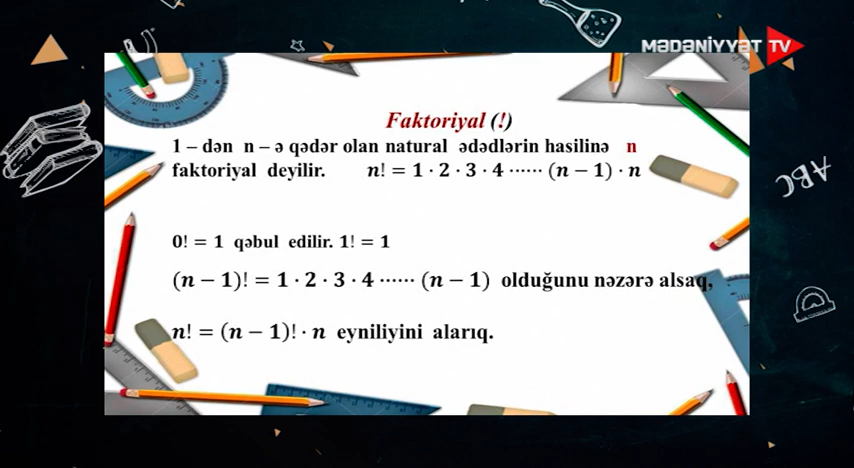 MƏDƏNİYYƏT TV
Faktoriyal (!)
1 – dən n – ə qədər olan natural ədədlərin hasilinə n
faktoriyal deyilir. n! = 1 · 2 · 3 · 4 ⋯⋯ (n − 1) · n
ABC
0! = 1 qəbul edilir. 1! = 1
(n − 1)! = 1 · 2 · 3 · 4 ⋯⋯ (n − 1) olduğunu nəzərə alsaq,
n! = (n − 1)! · n eyniliyini alarıq.